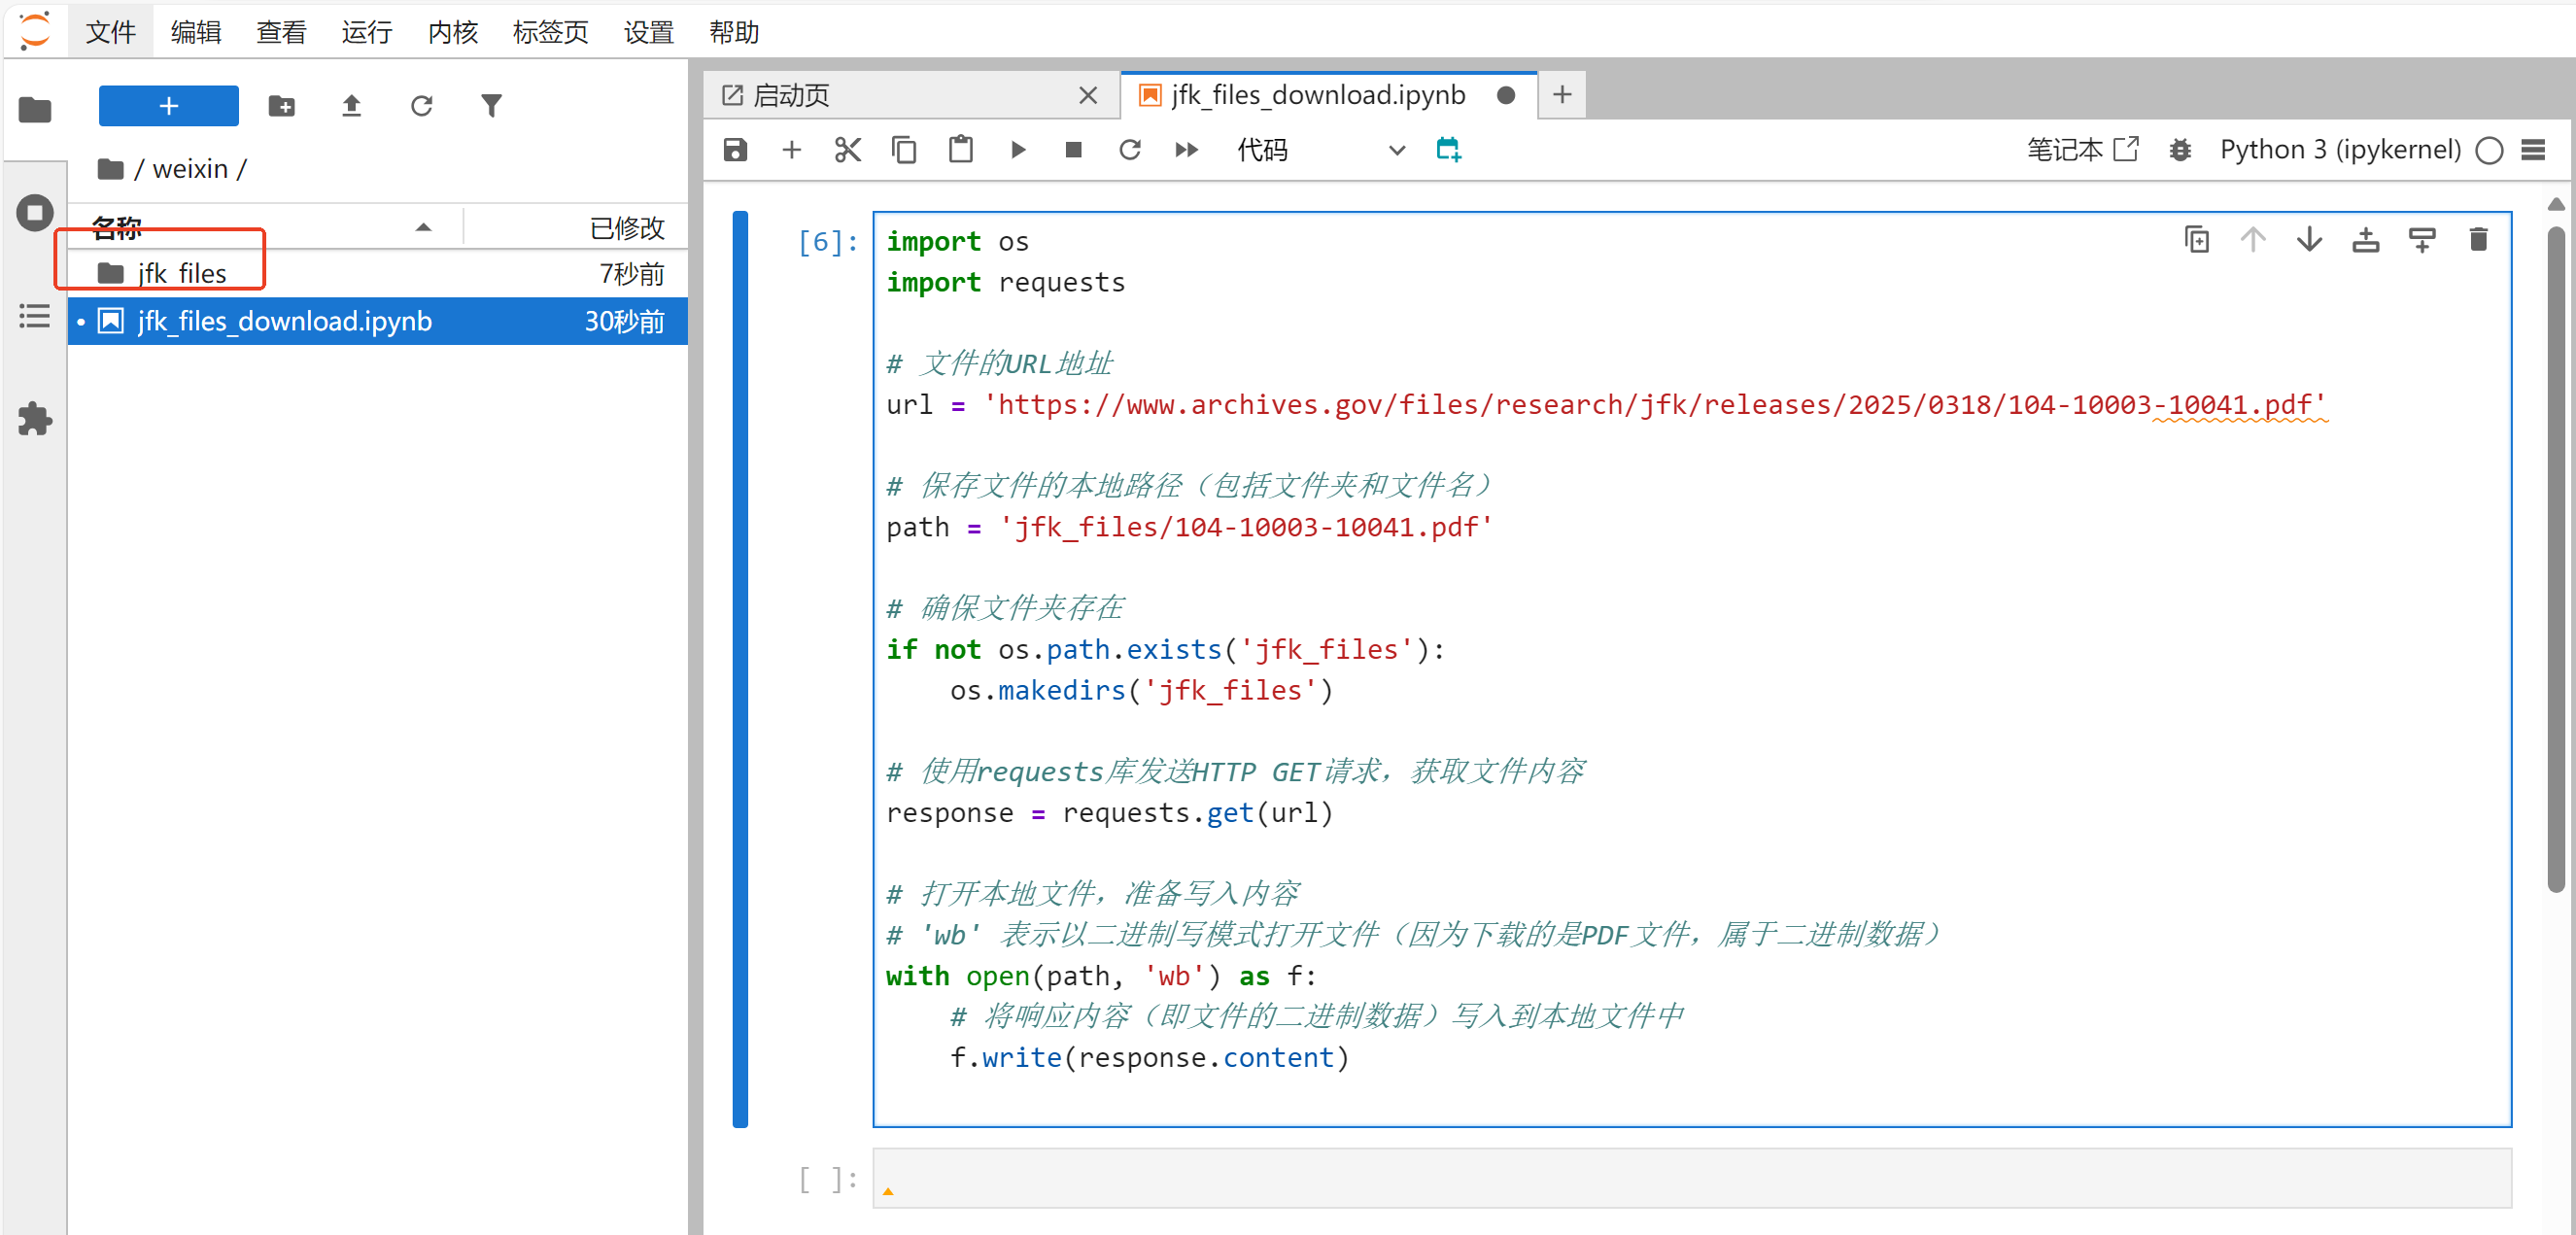 文件 编辑 查看 运行 内核 标签页 设置 帮助
/ weixin /
名称 已修改
jfk_files 7秒前
jfk_files_download.ipynb 30秒前
启动页 jfk_files_download.ipynb
代码 笔记本 Python 3 (ipykernel)
[6]:
import os
import requests
# 文件的URL地址
url = 'https://www.archives.gov/files/research/jfk/releases/2025/0318/104-10003-10041.pdf'
# 保存文件的本地路径（包括文件夹和文件名）
path = 'jfk_files/104-10003-10041.pdf'
# 确保文件夹存在
if not os.path.exists('jfk_files'):
    os.makedirs('jfk_files')
# 使用requests库发送HTTP GET请求，获取文件内容
response = requests.get(url)
# 打开本地文件，准备写入内容
# 'wb' 表示以二进制写模式打开文件（因为下载的是PDF文件，属于二进制数据）
with open(path, 'wb') as f:
    # 将响应内容（即文件的二进制数据）写入到本地文件中
    f.write(response.content)
[ ]: